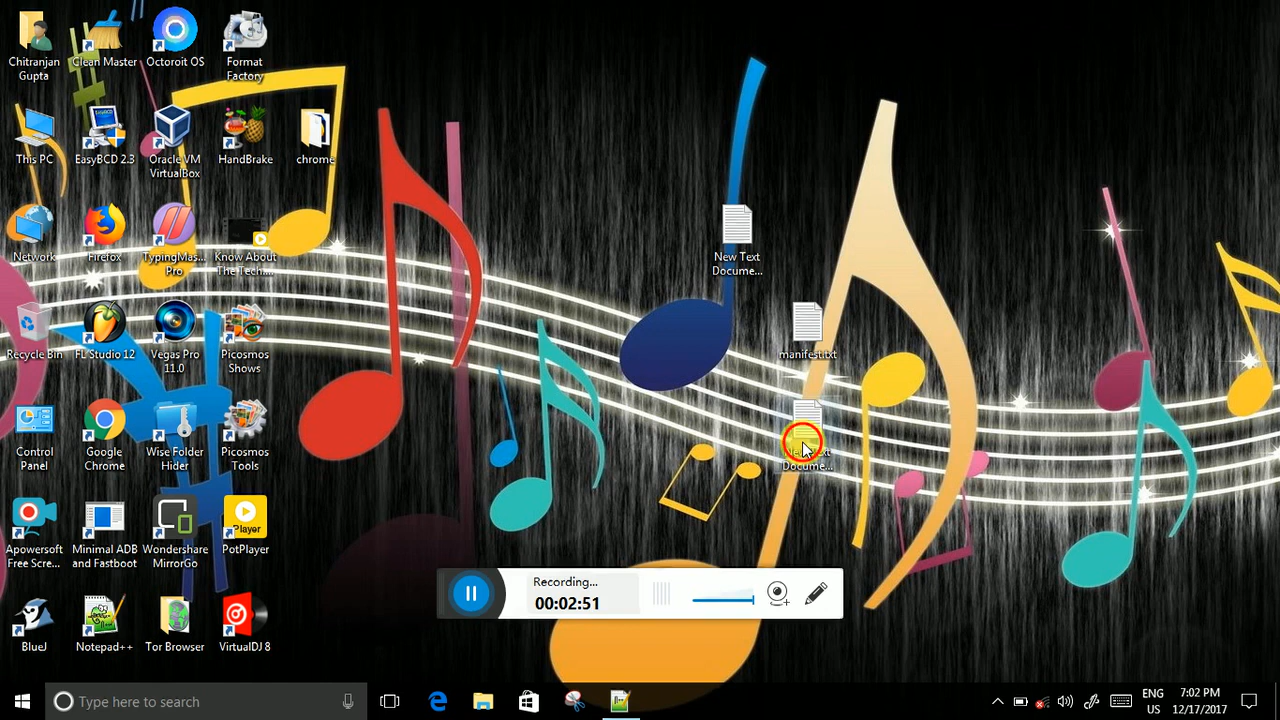 Chitranjan
Gupta
Clean Master
Octoroit OS
Format
Factory
This PC
EasyBCD 2.3
Oracle VM
VirtualBox
HandBrake
chrome
Network
Firefox
TypingMas...
Pro
Know About
The Tech....
New Text
Docume...
Recycle Bin
FL Studio 12
Vegas Pro
11.0
Picosmos
Shows
manifest.txt
Control
Panel
Google
Chrome
Wise Folder
Hider
Picosmos
Tools
Docume...
Apowersoft
Free Scre...
Minimal ADB
and Fastboot
Wondershare
MirrorGo
Player
PotPlayer
Recording...
00:02:51
BlueJ
Notepad++
Tor Browser
VirtualDJ 8
Type here to search
ENG
US
7:02 PM
12/17/2017